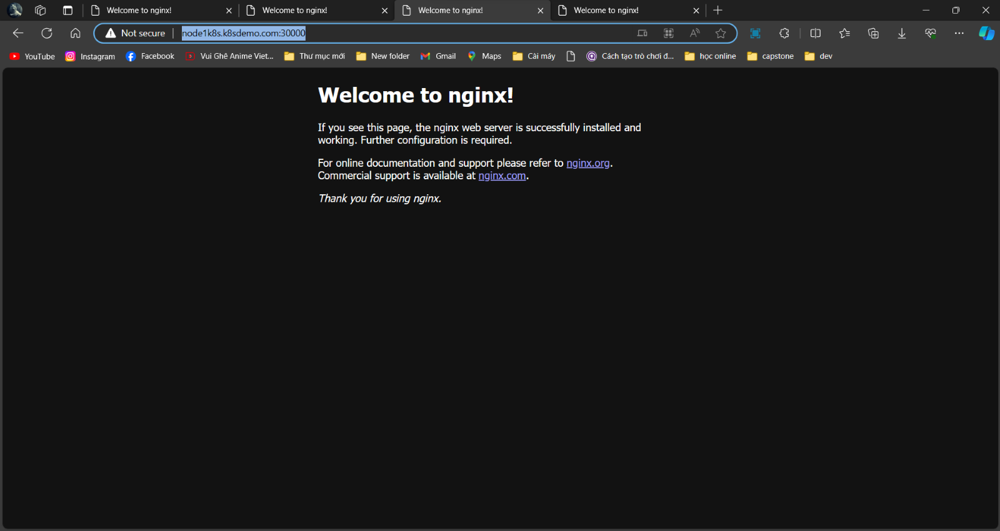 Welcome to nginx!
Welcome to nginx!
Welcome to nginx!
Welcome to nginx!
Not secure
node1k8s.k8sdemo.com:30000
YouTube
Instagram
Facebook
Vui Ghê Anime Viet...
Thư mục mới
New folder
Gmail
Maps
Cài máy
Cách tạo trò chơi đ...
học online
capstone
dev
Welcome to nginx!
If you see this page, the nginx web server is successfully installed and
working. Further configuration is required.
For online documentation and support please refer to nginx.org.
Commercial support is available at nginx.com.
Thank you for using nginx.